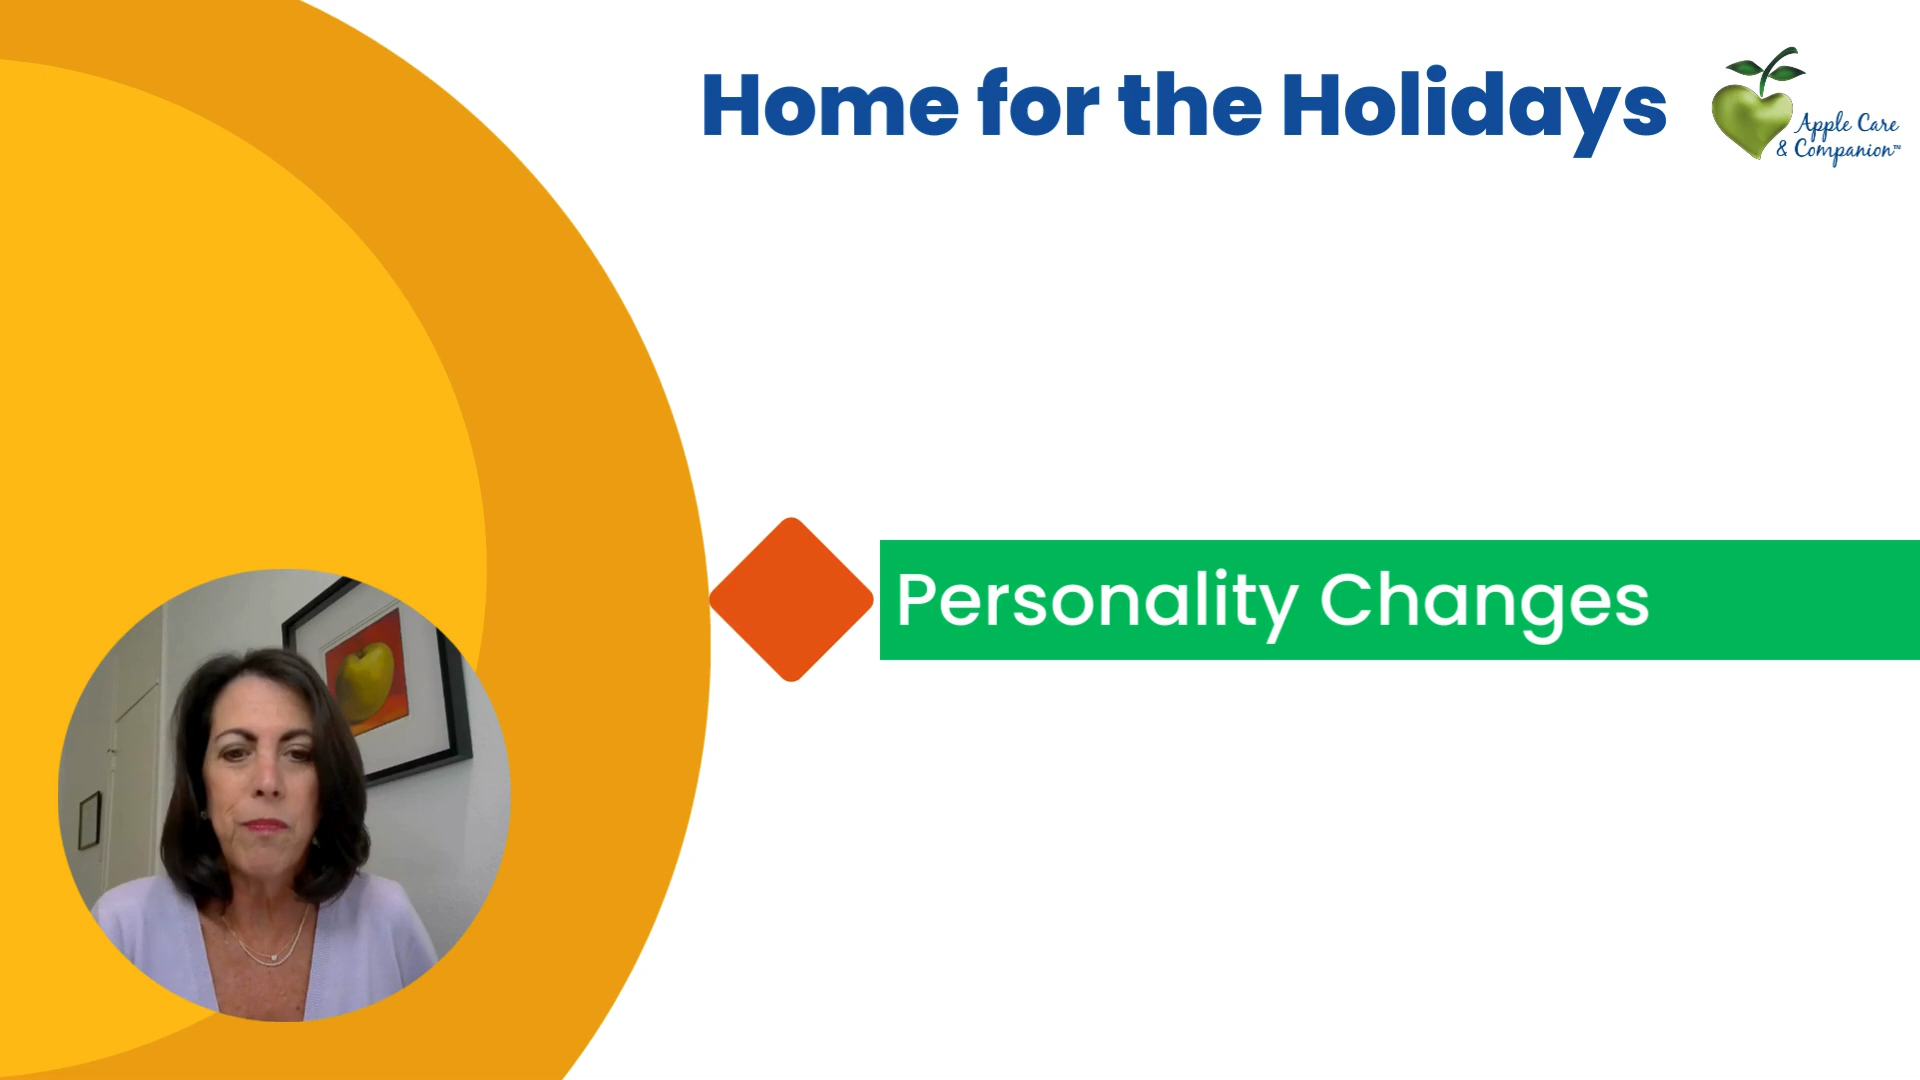 Home for the Holidays
Apple Care
& Companion™
Personality Changes